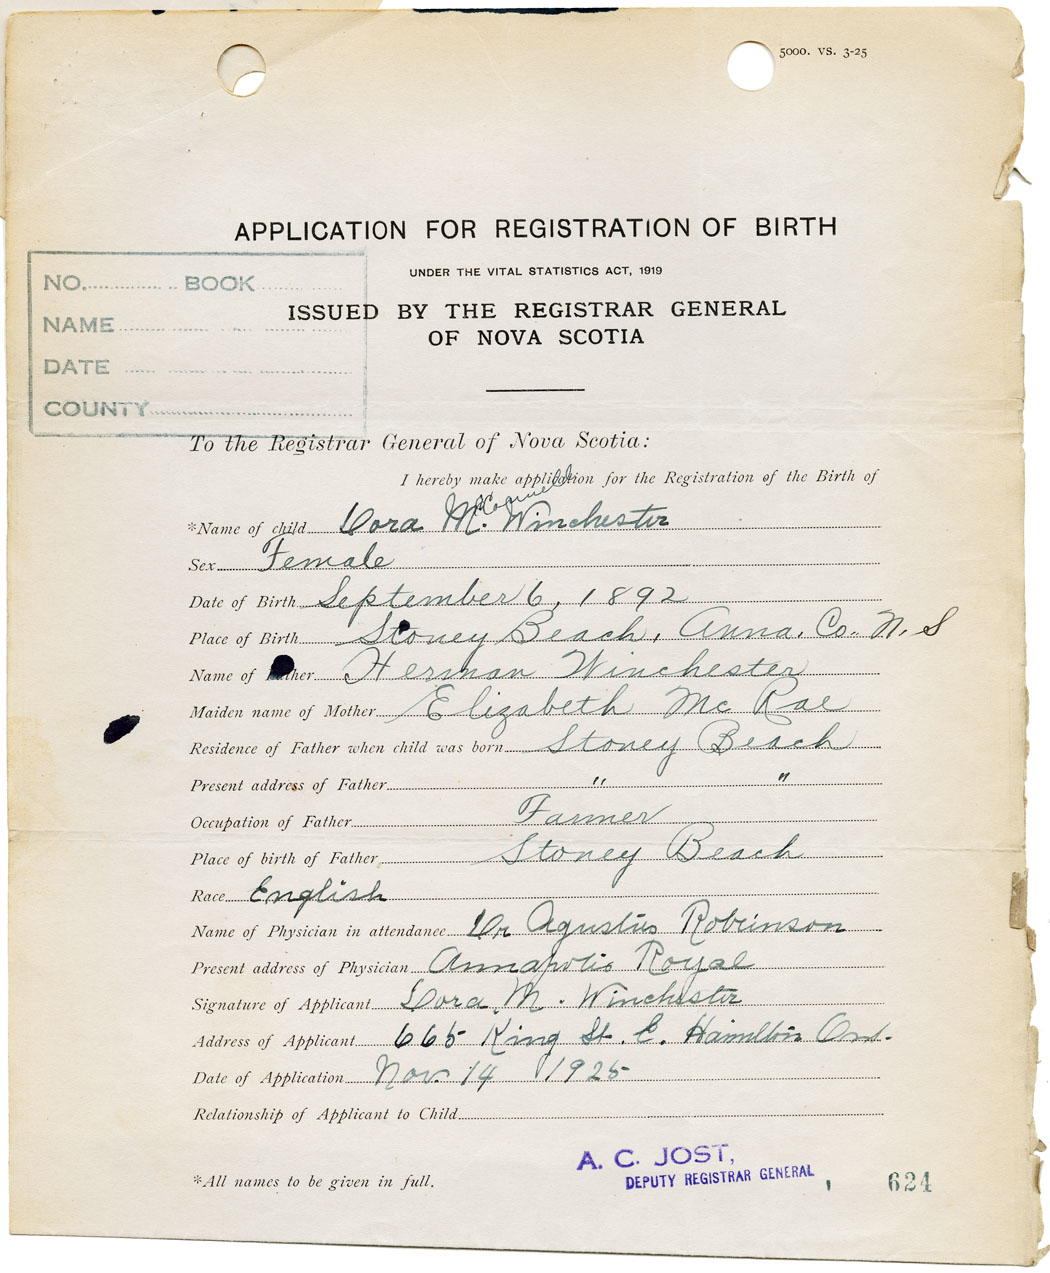 5000. VS. 3-25
APPLICATION FOR REGISTRATION OF BIRTH
UNDER THE VITAL STATISTICS ACT, 1919
ISSUED BY THE REGISTRAR GENERAL
OF NOVA SCOTIA
NO. BOOK
NAME
DATE
COUNTY
To the Registrar General of Nova Scotia:
I hereby make application for the Registration of the Birth of
*Name of child Dora M. Winchester
Sex Female
Date of Birth September 6, 1892
Place of Birth Stoney Beach, Anna. Co. N. S
Name of Father Herman Winchester
Maiden name of Mother Elizabeth Mc Rae
Residence of Father when child was born Stoney Beach
Present address of Father " "
Occupation of Father Farmer
Place of birth of Father Stoney Beach
Race English
Name of Physician in attendance Dr Agustus Robinson
Present address of Physician Annapolis Royal
Signature of Applicant Dora M. Winchester
Address of Applicant 665 King St. E. Hamilton Ont.
Date of Application Nov. 14 1925
Relationship of Applicant to Child
A. C. JOST,
DEPUTY REGISTRAR GENERAL
*All names to be given in full.
624